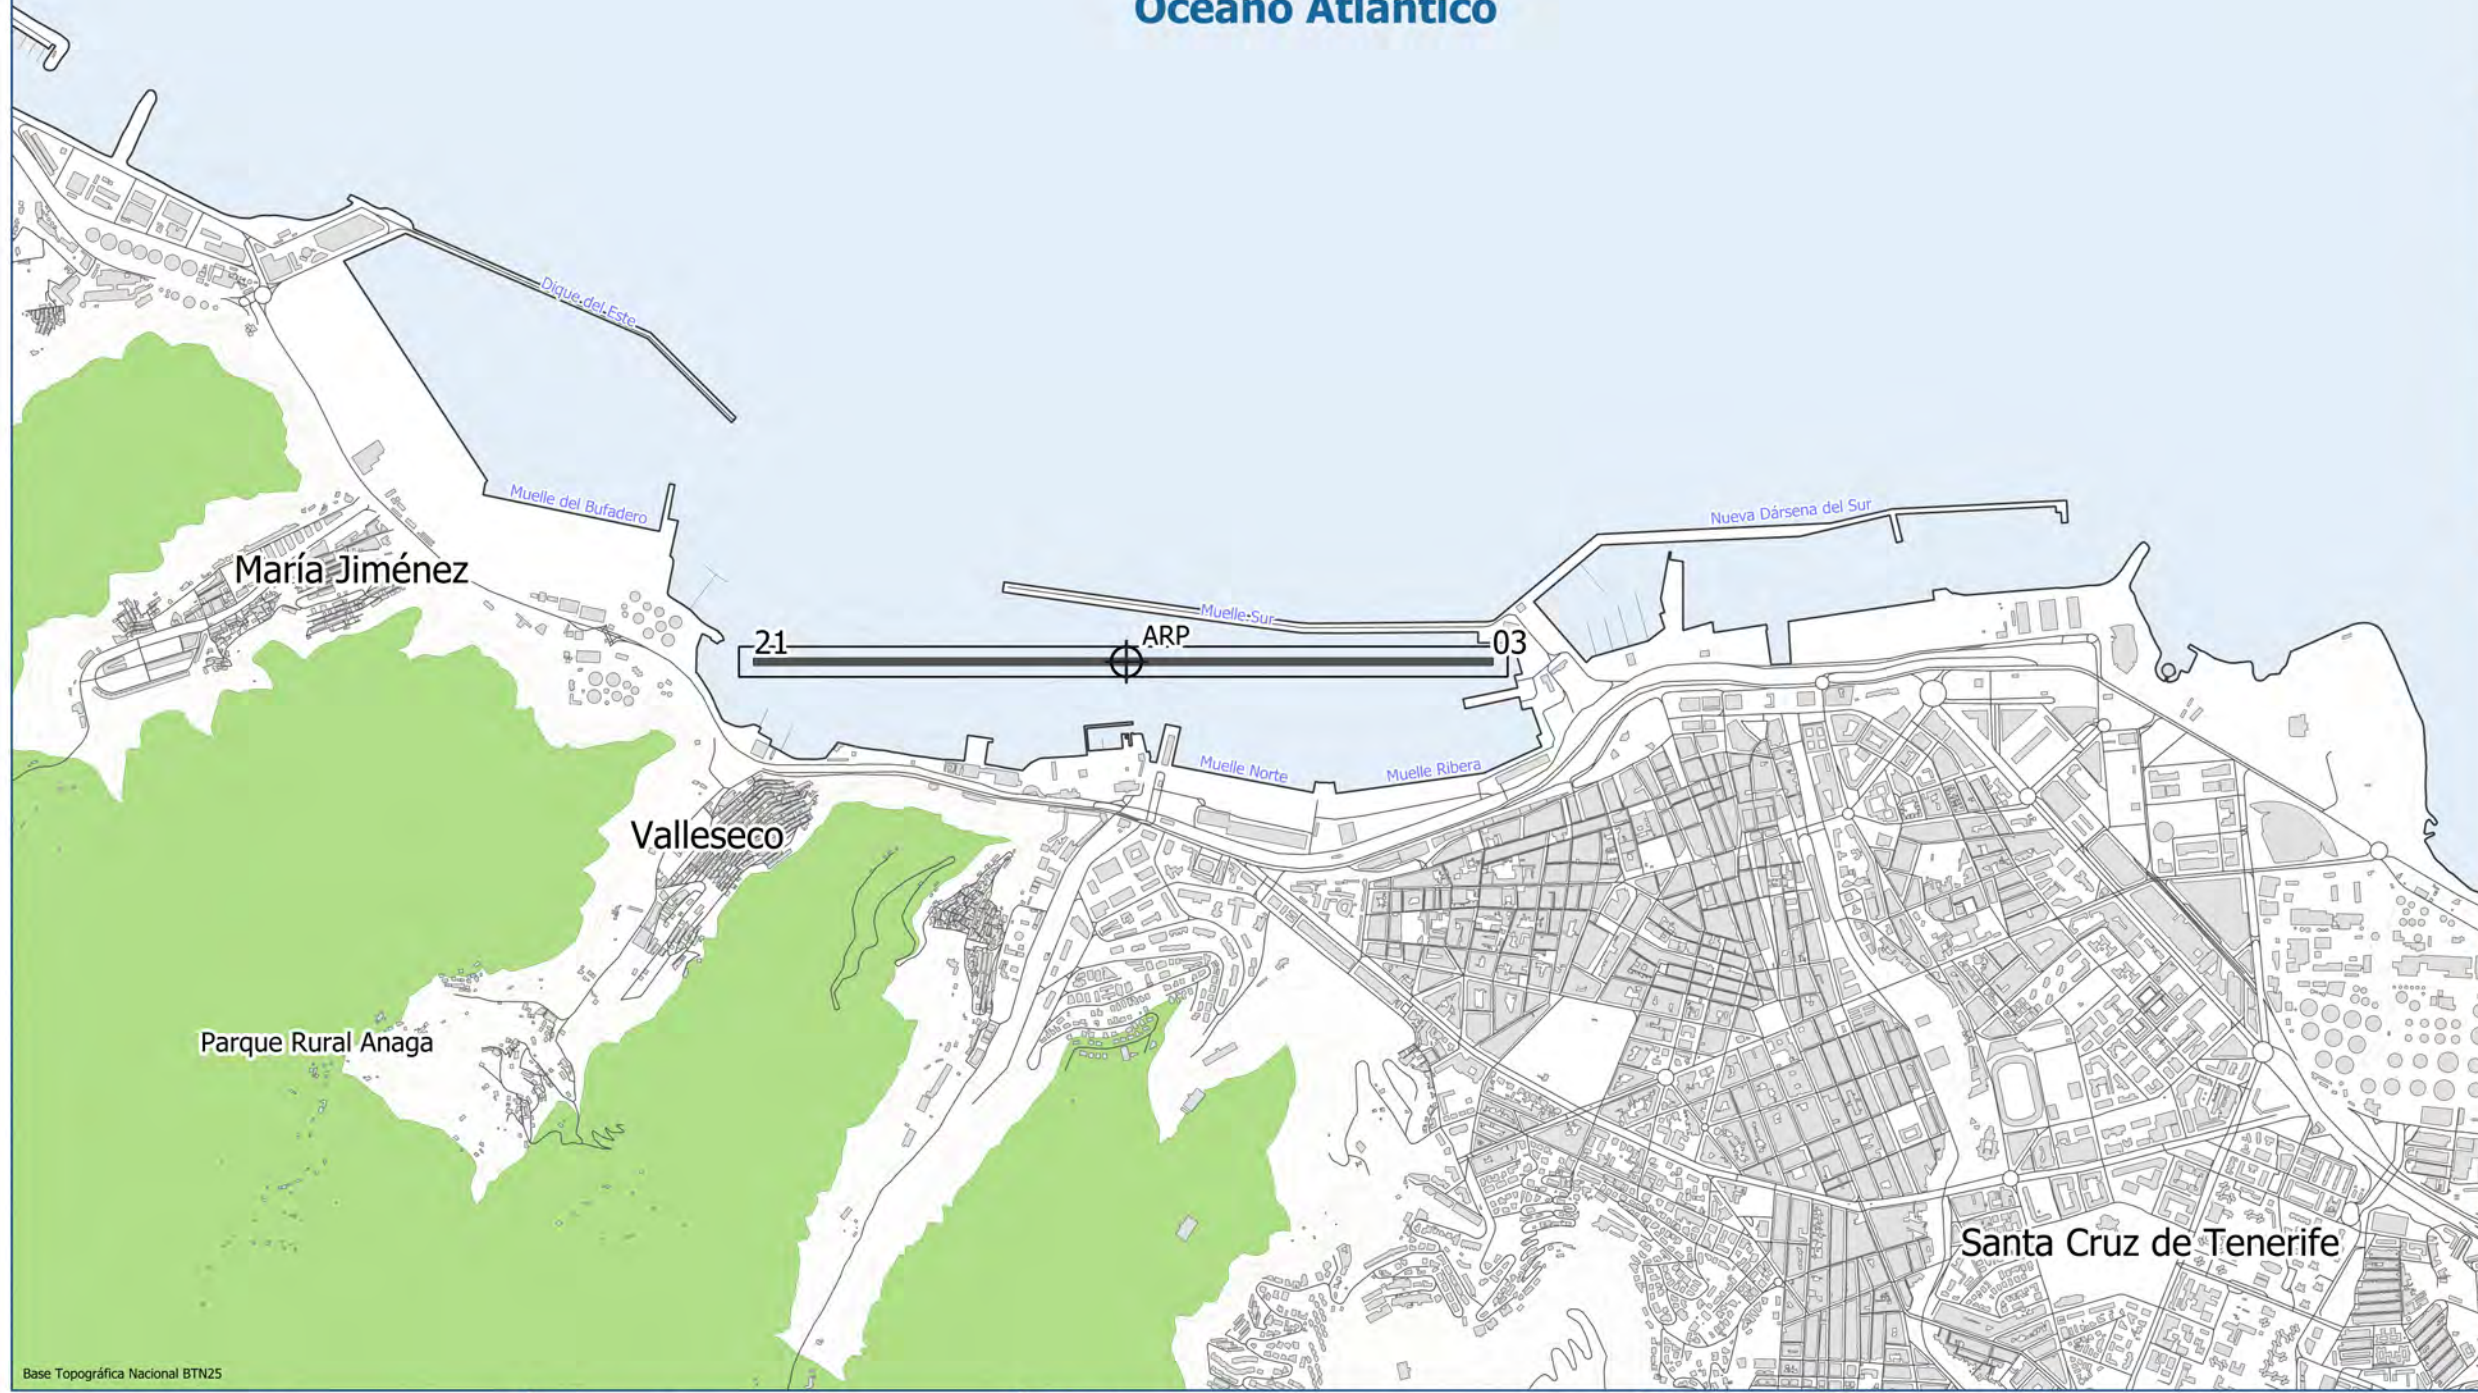 Océano Atlántico
Dique del Este
Muelle del Bufadero
Nueva Dársena del Sur
María Jiménez
Muelle Sur
21
ARP
03
Muelle Norte
Muelle Ribera
Valleseco
Parque Rural Anaga
Santa Cruz de Tenerife
Base Topográfica Nacional BTN25